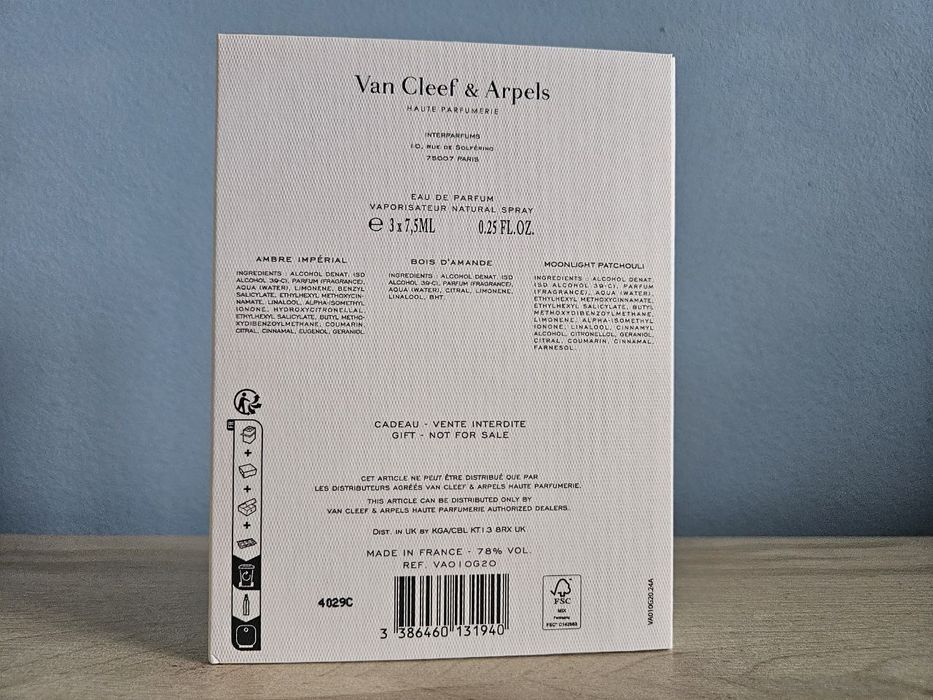 Van Cleef & Arpels
HAUTE PARFUMERIE
INTERPARFUMS
10, RUE DE SOLFÉRINO
75007 PARIS
EAU DE PARFUM
VAPORISATEUR NATURAL SPRAY
℮ 3 x 7,5ML 0.25 FL.OZ.
AMBRE IMPÉRIAL
INGREDIENTS : ALCOHOL DENAT. (SD
ALCOHOL 39-C), PARFUM (FRAGRANCE),
AQUA (WATER), LIMONENE, BENZYL
SALICYLATE, ETHYLHEXYL METHOXYCIN-
NAMATE, LINALOOL, ALPHA-ISOMETHYL
IONONE, HYDROXYCITRONELLAL
ETHYLHEXYL SALICYLATE, BUTYL METHO-
XYDIBENZOYLMETHANE, COUMARIN
CITRAL, CINNAMAL, EUGENOL, GERANIOL
BOIS D'AMANDE
INGREDIENTS : ALCOHOL DENAT. (SD
ALCOHOL 39-C), PARFUM (FRAGRANCE),
AQUA (WATER), CITRAL, LIMONENE,
LINALOOL, BHT.
MOONLIGHT PATCHOULI
INGREDIENTS : ALCOHOL DENAT.
(SD ALCOHOL 39-C), PARFUM
(FRAGRANCE), AQUA (WATER),
ETHYLHEXYL METHOXYCINNAMATE,
ETHYLHEXYL SALICYLATE, BUTYL
METHOXYDIBENZOYLMETHANE,
LIMONENE, ALPHA-ISOMETHYL
IONONE, LINALOOL, CINNAMYL
ALCOHOL, CITRONELLOL, GERANIOL,
CITRAL, COUMARIN, CINNAMAL,
FARNESOL.
FR
CADEAU - VENTE INTERDITE
GIFT - NOT FOR SALE
CET ARTICLE NE PEUT ÊTRE DISTRIBUÉ QUE PAR
LES DISTRIBUTEURS AGRÉÉS VAN CLEEF & ARPELS HAUTE PARFUMERIE.
THIS ARTICLE CAN BE DISTRIBUTED ONLY BY
VAN CLEEF & ARPELS HAUTE PARFUMERIE AUTHORIZED DEALERS.
DIST. IN UK BY KGA/CBL KT13 8RX UK
MADE IN FRANCE - 78% VOL.
REF. VA010G20
4029C
3 386460 131940
FSC
MIX
Packaging
FSC® C142663
VA010G20.24A